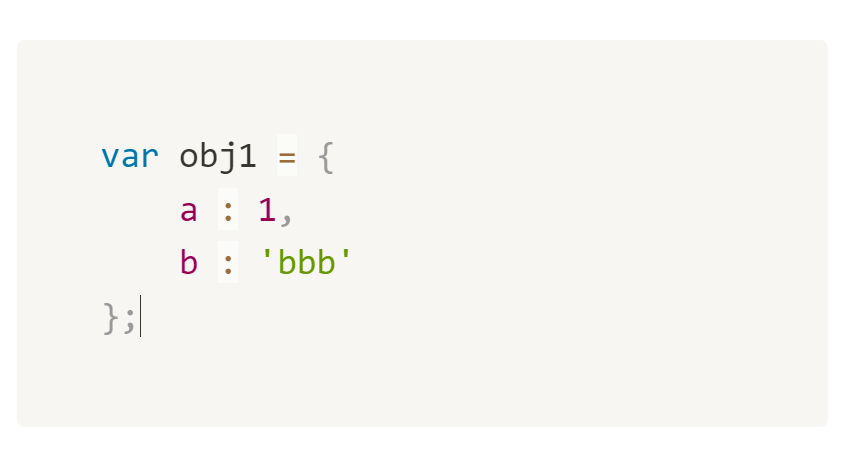 var obj1 = {
    a : 1,
    b : 'bbb'
};